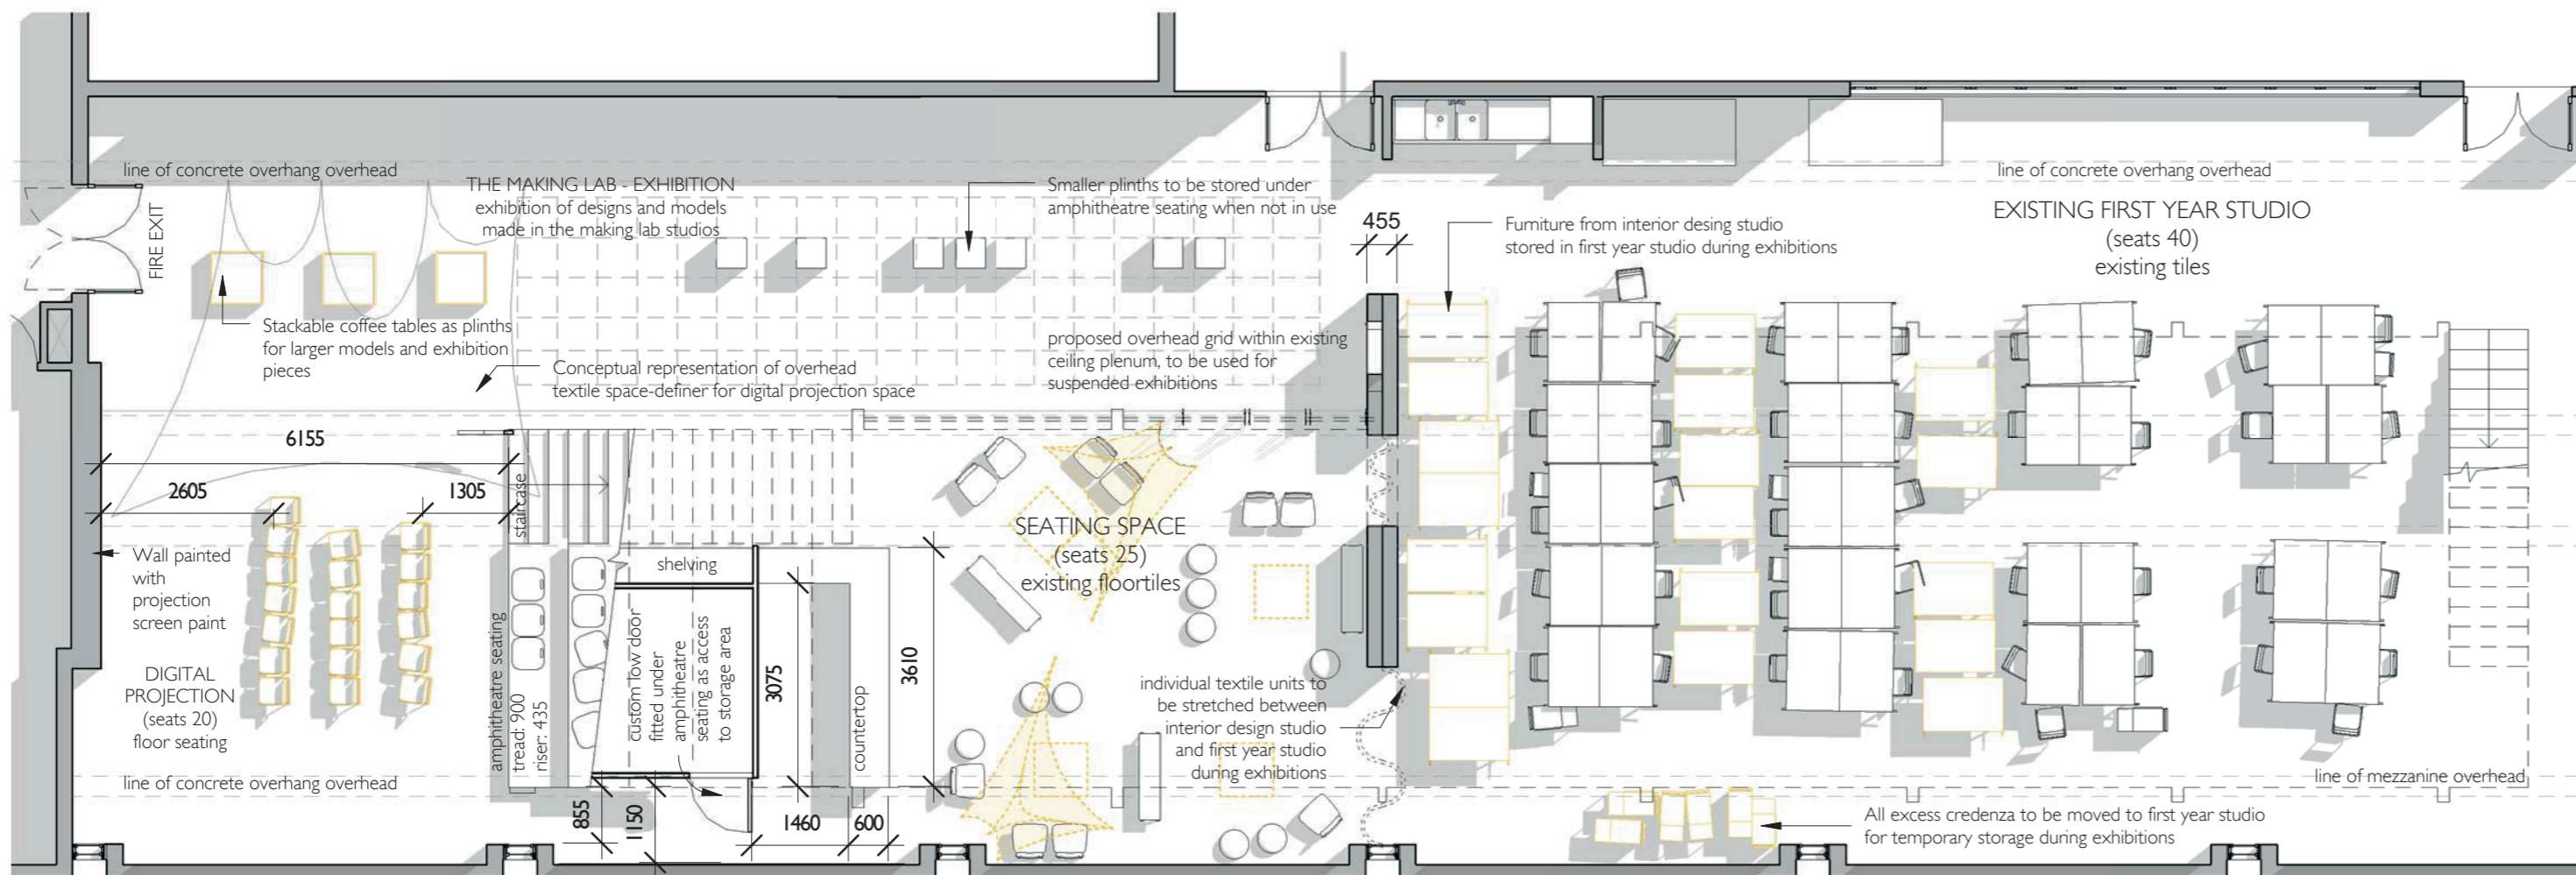 line of concrete overhang overhead
FIRE EXIT
THE MAKING LAB - EXHIBITION
exhibition of designs and models
made in the making lab studios
Smaller plinths to be stored under
amphitheatre seating when not in use
455
Furniture from interior desing studio
stored in first year studio during exhibitions
line of concrete overhang overhead
EXISTING FIRST YEAR STUDIO
(seats 40)
existing tiles
Stackable coffee tables as plinths
for larger models and exhibition
pieces
Conceptual representation of overhead
textile space-definer for digital projection space
proposed overhead grid within existing
ceiling plenum, to be used for
suspended exhibitions
6155
2605
1305
staircase
Wall painted
with
projection
screen paint
DIGITAL
PROJECTION
(seats 20)
floor seating
line of concrete overhang overhead
amphitheatre seating
tread: 900
riser: 435
shelving
custom low door
fitted under
amphitheatre
seating as access
to storage area
3075
countertop
3610
855
1150
1460
600
SEATING SPACE
(seats 25)
existing floortiles
individual textile units to
be stretched between
interior design studio
and first year studio
during exhibitions
line of mezzanine overhead
All excess credenza to be moved to first year studio
for temporary storage during exhibitions